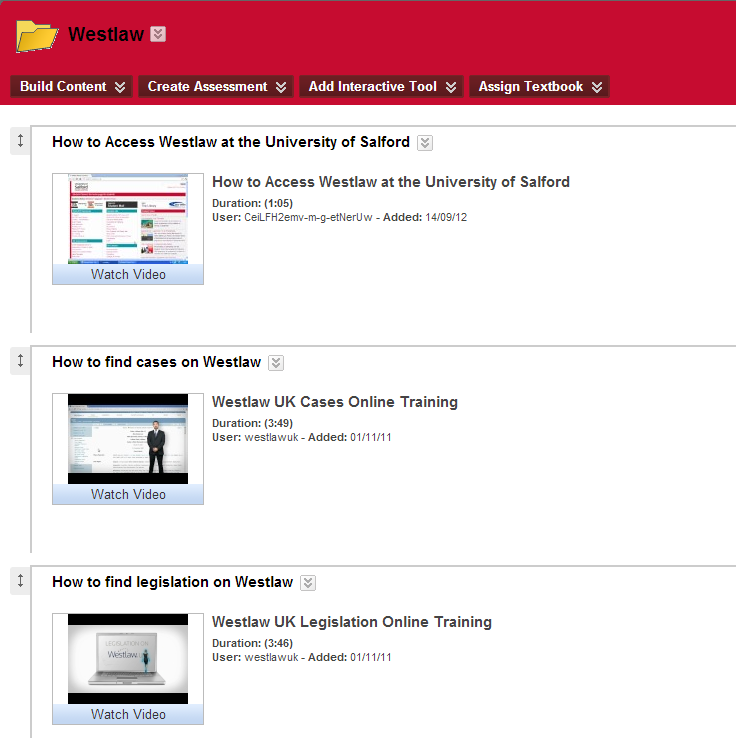 Westlaw
Build Content Create Assessment Add Interactive Tool Assign Textbook
How to Access Westlaw at the University of Salford
How to Access Westlaw at the University of Salford
Duration: (1:05)
User: CeiLFH2emv-m-g-etNerUw - Added: 14/09/12
Watch Video
How to find cases on Westlaw
Westlaw UK Cases Online Training
Duration: (3:49)
User: westlawuk - Added: 01/11/11
Watch Video
How to find legislation on Westlaw
Westlaw UK Legislation Online Training
Duration: (3:46)
User: westlawuk - Added: 01/11/11
LEGISLATION ON
Westlaw
Watch Video